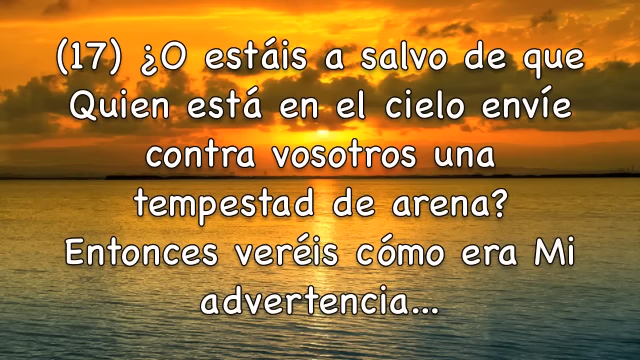 (17) ¿O estáis a salvo de que
Quien está en el cielo envíe
contra vosotros una
tempestad de arena?
Entonces veréis cómo era Mi
advertencia...